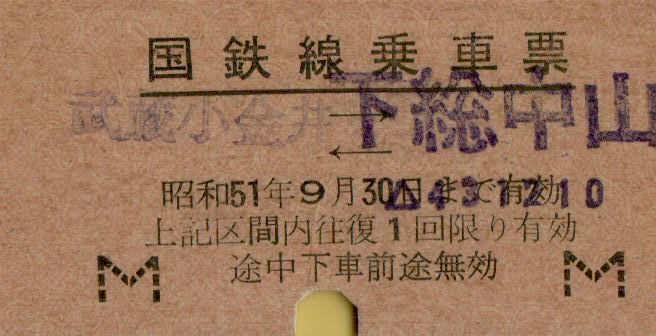 国鉄線乗車票
武蔵小金井 ⇄ 下総中山
昭和51年9月30日まで有効
上記区間内往復1回限り有効
途中下車前途無効
M M